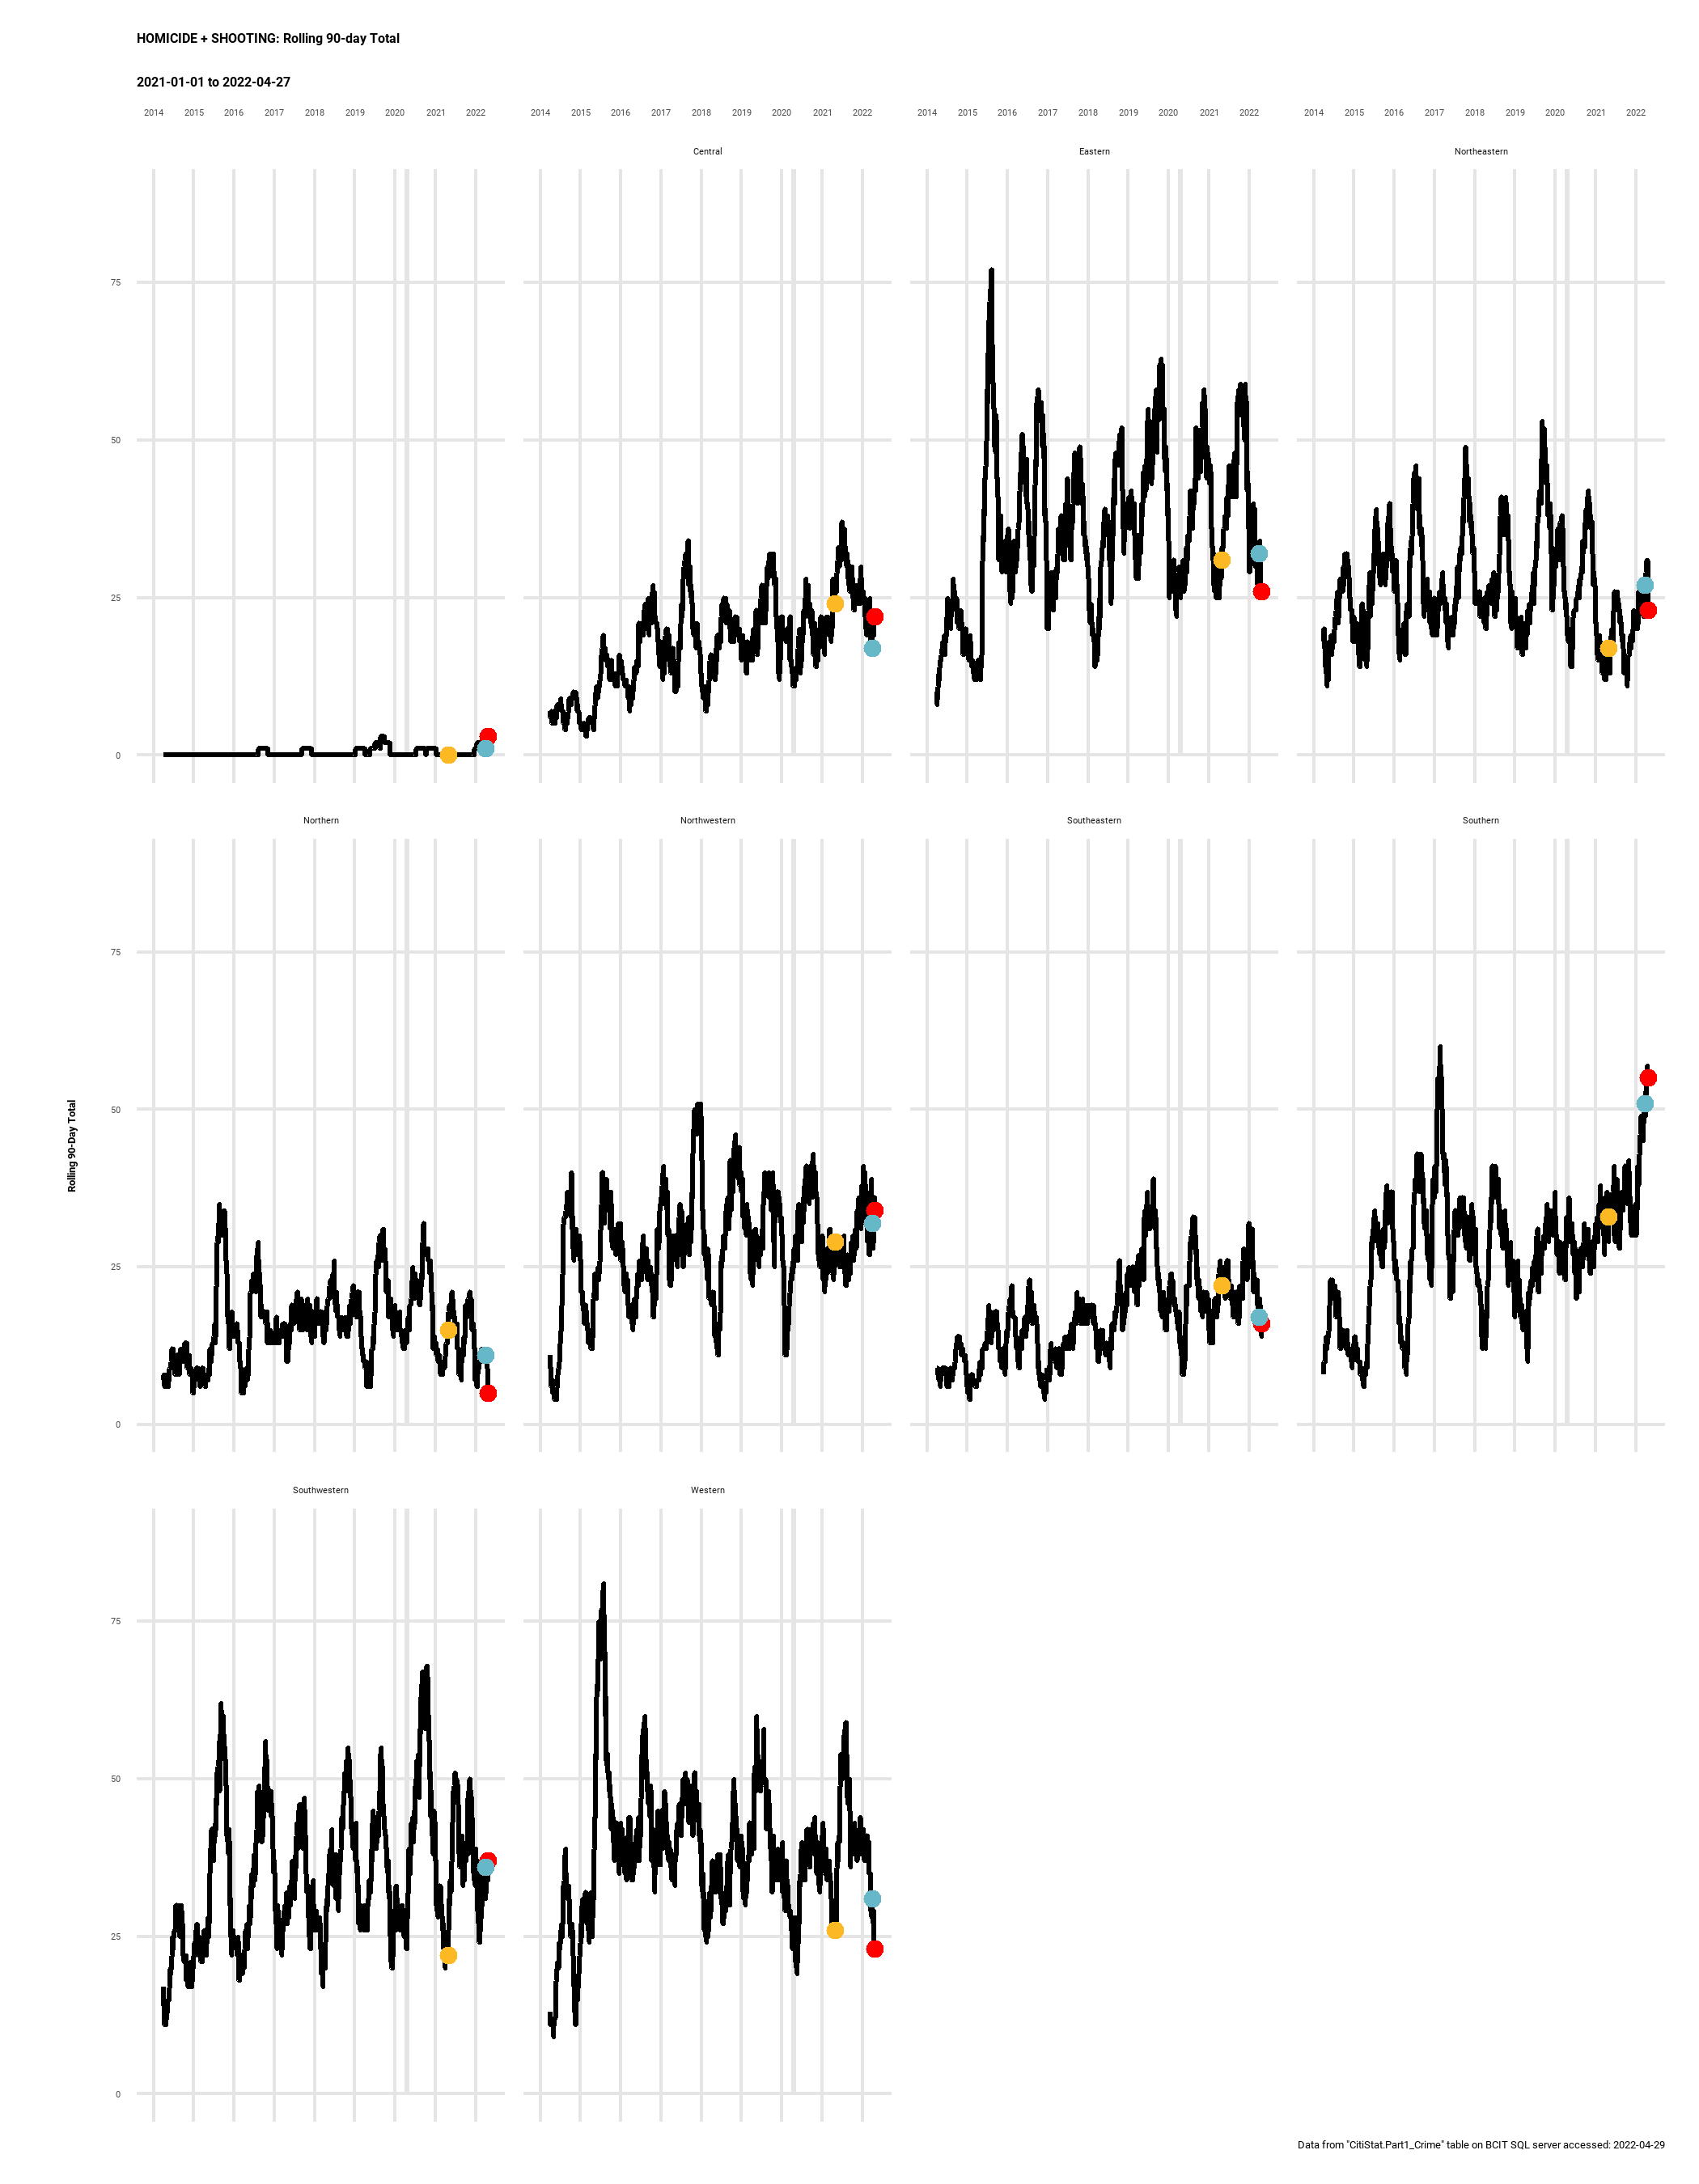 HOMICIDE + SHOOTING: Rolling 90-day Total
2021-01-01 to 2022-04-27
2014 2015 2016 2017 2018 2019 2020 2021 2022 2014 2015 2016 2017 2018 2019 2020 2021 2022 2014 2015 2016 2017 2018 2019 2020 2021 2022 2014 2015 2016 2017 2018 2019 2020 2021 2022
Central Eastern Northeastern
75
50
25
0
Northern Northwestern Southeastern Southern
75
50
25
0
Rolling 90-Day Total
Southwestern Western
75
50
25
0
Data from "CitiStat.Part1_Crime" table on BCIT SQL server accessed: 2022-04-29